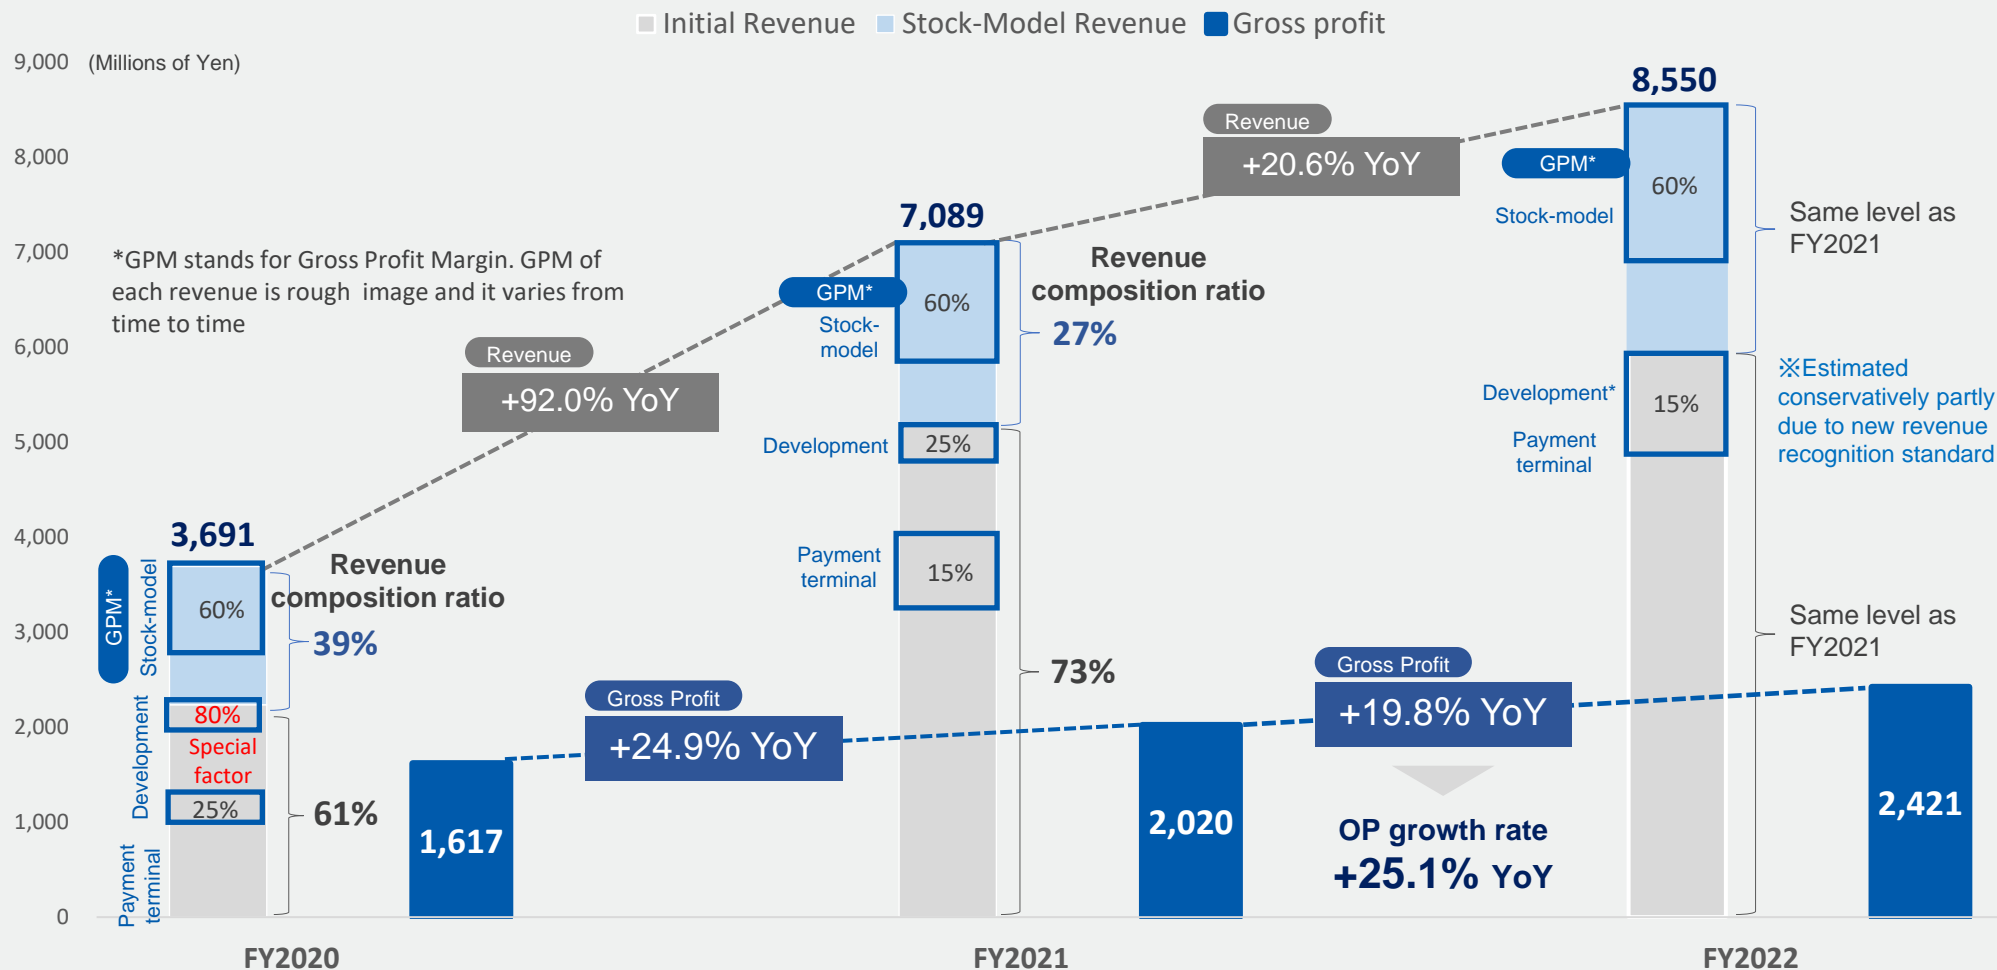 Initial Revenue
Stock-Model Revenue
Gross profit
(Millions of Yen)
9,000
8,000
7,000
6,000
5,000
4,000
3,000
2,000
1,000
0
*GPM stands for Gross Profit Margin. GPM of
each revenue is rough image and it varies from
time to time
3,691
GPM*
Stock-model
60%
Development
80%
Special
factor
25%
Payment
terminal
Revenue
composition ratio
39%
61%
1,617
Revenue
+92.0% YoY
Gross Profit
+24.9% YoY
7,089
GPM*
60%
Stock-
model
Development
25%
Payment
terminal
15%
Revenue
composition ratio
27%
73%
2,020
Revenue
+20.6% YoY
Gross Profit
+19.8% YoY
OP growth rate
+25.1% YoY
8,550
GPM*
60%
Stock-model
Development*
15%
Payment
terminal
Same level as
FY2021
※Estimated
conservatively partly
due to new revenue
recognition standard
Same level as
FY2021
2,421
FY2020
FY2021
FY2022